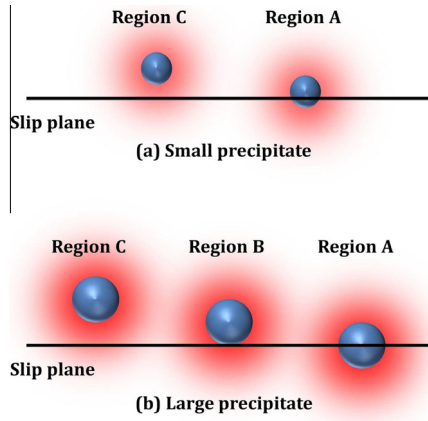 Region C Region A
Slip plane
(a) Small precipitate
Region C Region B Region A
Slip plane
(b) Large precipitate